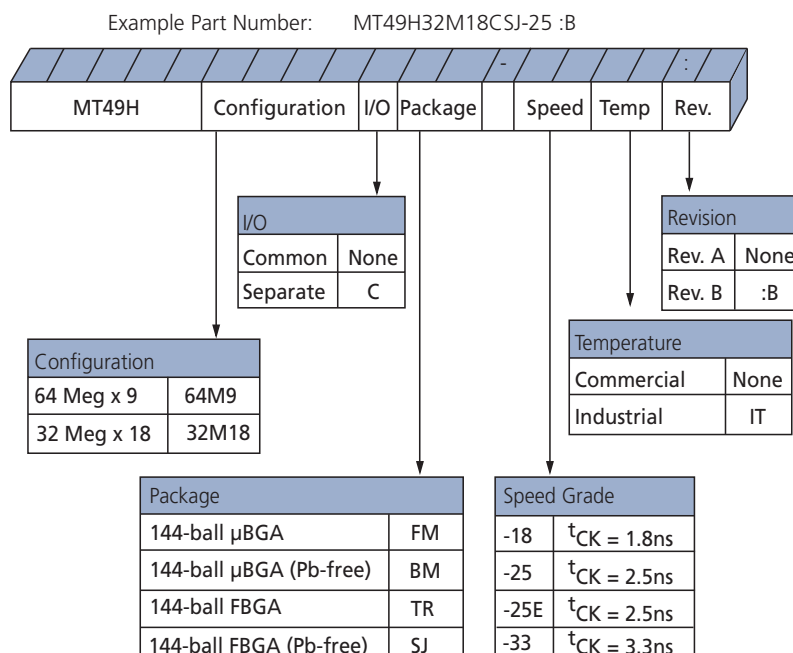 Example Part Number: MT49H32M18CSJ-25 :B
- :
MT49H Configuration I/O Package Speed Temp Rev.
I/O
Common None
Separate C
Revision
Rev. A None
Rev. B :B
Configuration
64 Meg x 9 64M9
32 Meg x 18 32M18
Temperature
Commercial None
Industrial IT
Package
144-ball µBGA FM
144-ball µBGA (Pb-free) BM
144-ball FBGA TR
144-ball FBGA (Pb-free) SJ
Speed Grade
-18 tCK = 1.8ns
-25 tCK = 2.5ns
-25E tCK = 2.5ns
-33 tCK = 3.3ns